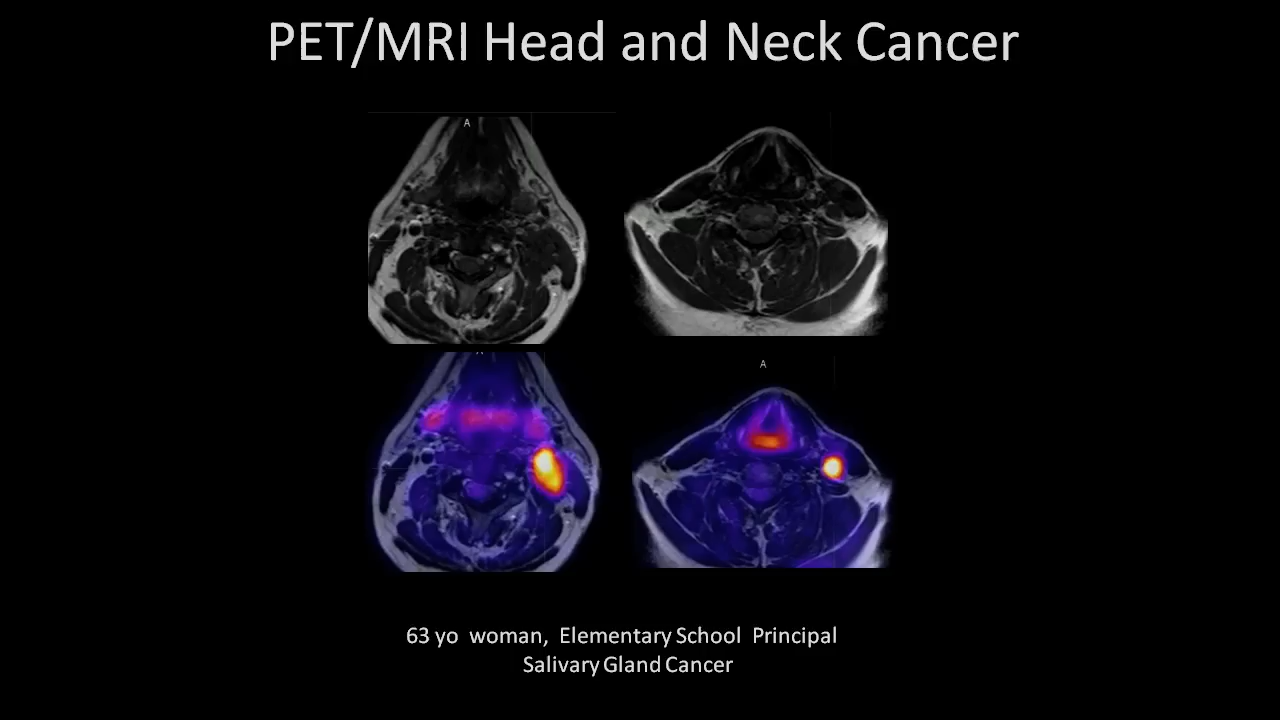 PET/MRI Head and Neck Cancer
A
A
A
63 yo woman, Elementary School Principal
Salivary Gland Cancer